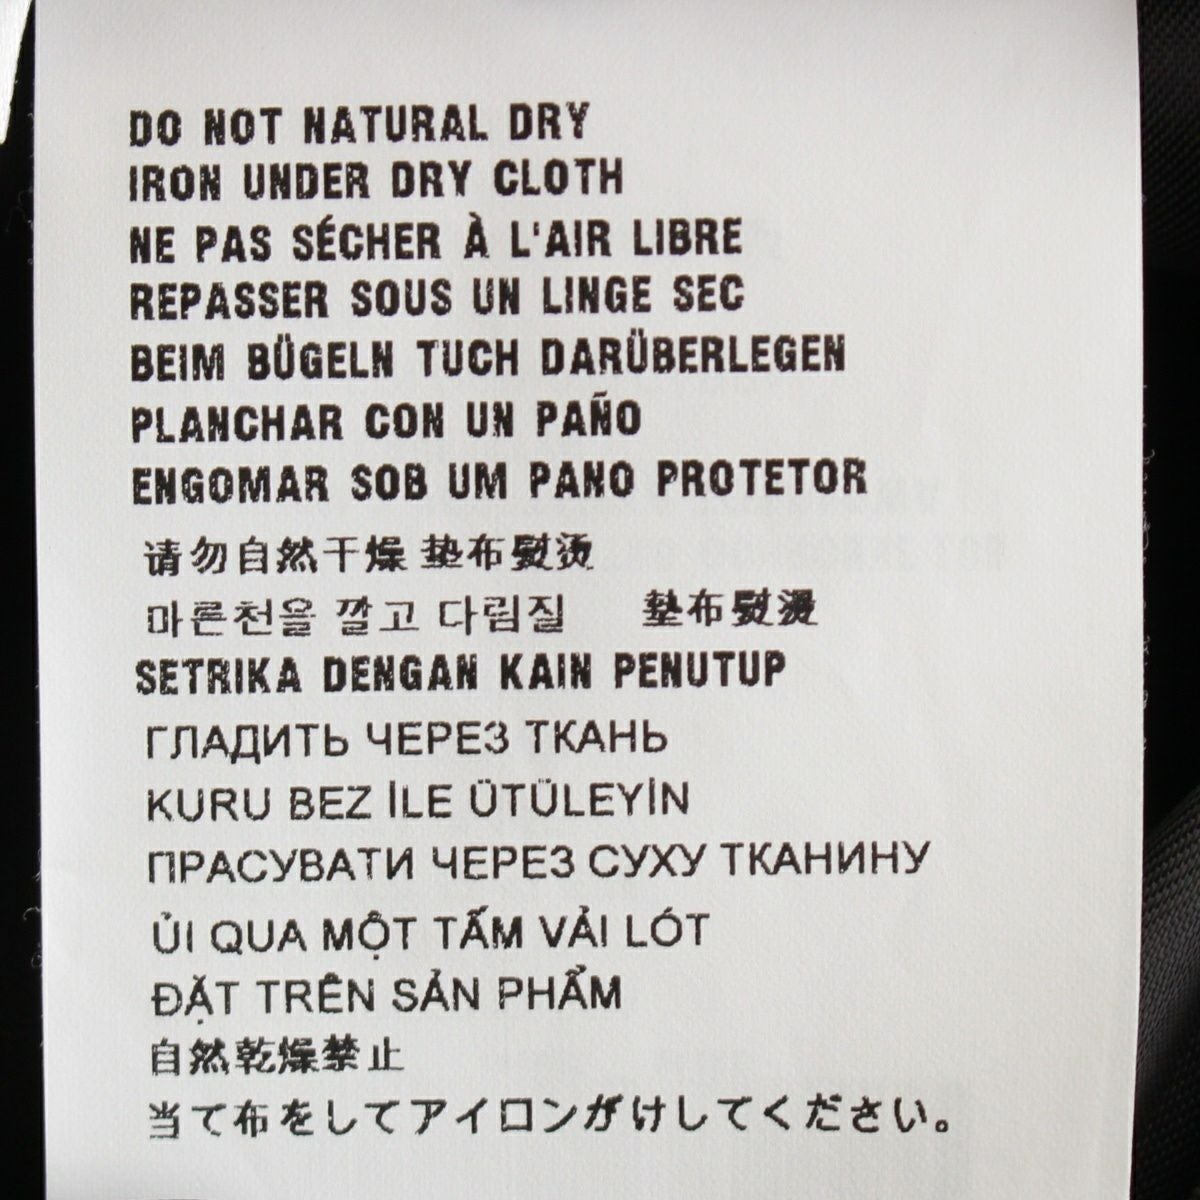 DO NOT NATURAL DRY
IRON UNDER DRY CLOTH
NE PAS SÉCHER À L'AIR LIBRE
REPASSER SOUS UN LINGE SEC
BEIM BÜGELN TUCH DARÜBERLEGEN
PLANCHAR CON UN PAÑO
ENGOMAR SOB UM PANO PROTETOR
请勿自然干燥 垫布熨烫
마른천을 깔고 다림질 墊布熨燙
SETRIKA DENGAN KAIN PENUTUP
ГЛАДИТЬ ЧЕРЕЗ ТКАНЬ
KURU BEZ İLE ÜTÜLEYİN
ПРАСУВАТИ ЧЕРЕЗ СУХУ ТКАНИНУ
ỦI QUA MỘT TẤM VẢI LÓT
ĐẶT TRÊN SẢN PHẨM
自然乾燥禁止
当て布をしてアイロンがけしてください。